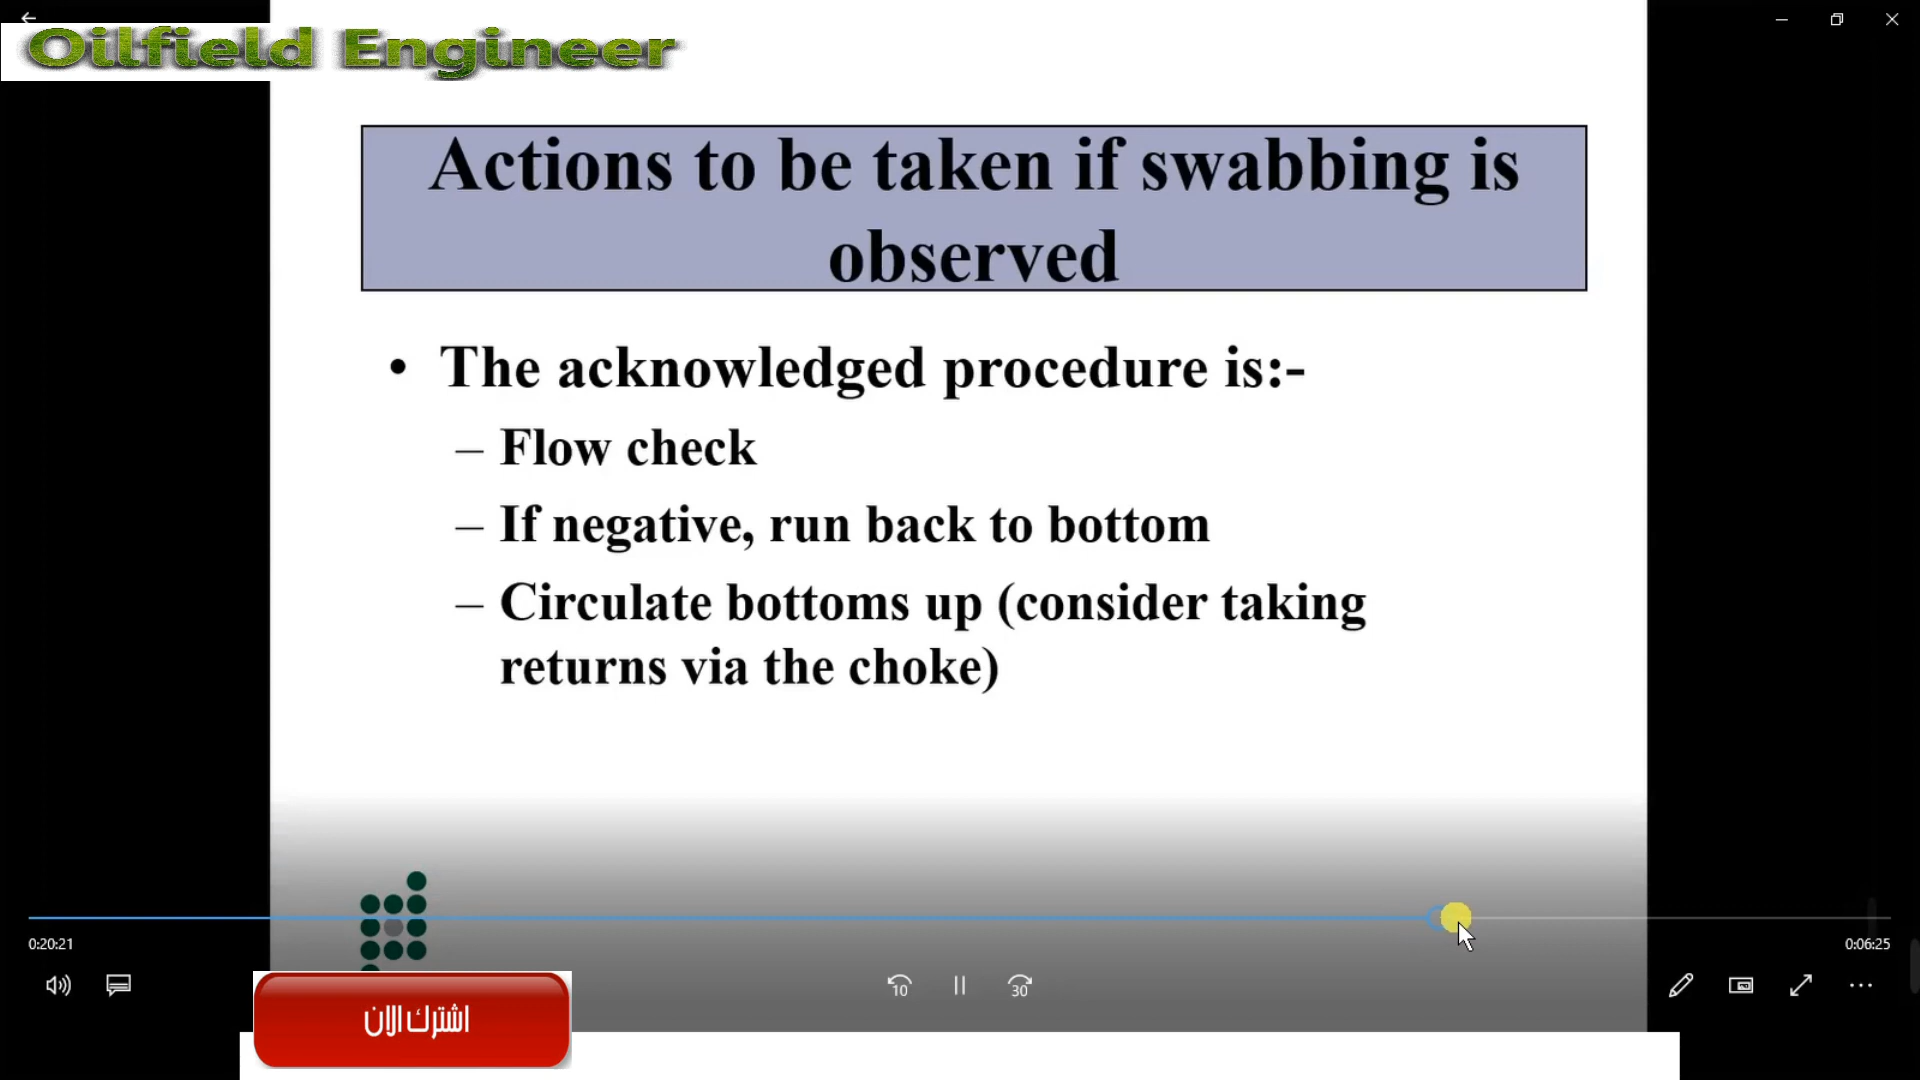 Oilfield Engineer
Actions to be taken if swabbing is
observed
• The acknowledged procedure is:-
– Flow check
– If negative, run back to bottom
– Circulate bottoms up (consider taking
returns via the choke)
0:20:21
0:06:25
10
30
اشترك الان